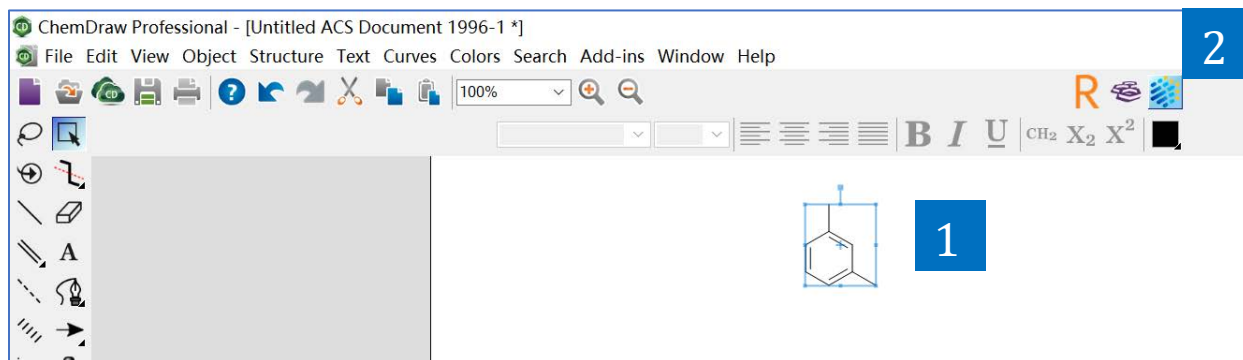 ChemDraw Professional - [Untitled ACS Document 1996-1 *]
2
File Edit View Object Structure Text Curves Colors Search Add-ins Window Help
CD ? 100% R
B I U CH₂ X₂ X²
A
1